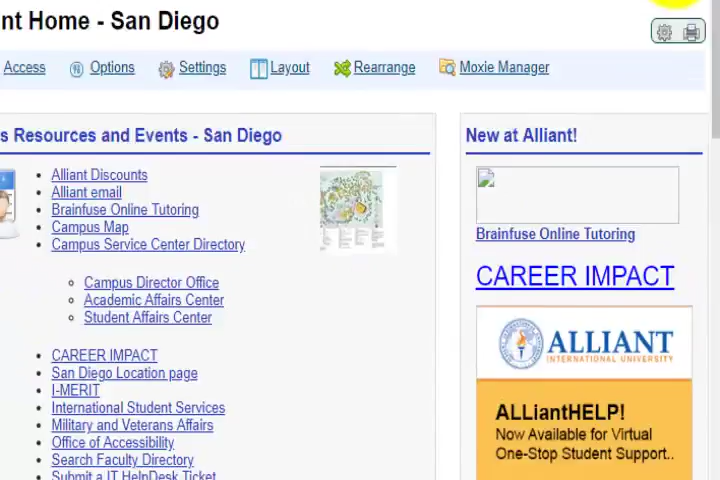 nt Home - San Diego
Access Options Settings Layout Rearrange Moxie Manager
s Resources and Events - San Diego
Alliant Discounts
Alliant email
Brainfuse Online Tutoring
Campus Map
Campus Service Center Directory
Campus Director Office
Academic Affairs Center
Student Affairs Center
CAREER IMPACT
San Diego Location page
I-MERIT
International Student Services
Military and Veterans Affairs
Office of Accessibility
Search Faculty Directory
Submit a IT HelpDesk Ticket
New at Alliant!
Brainfuse Online Tutoring
CAREER IMPACT
ALLIANT
INTERNATIONAL UNIVERSITY
ALLiantHELP!
Now Available for Virtual
One-Stop Student Support..